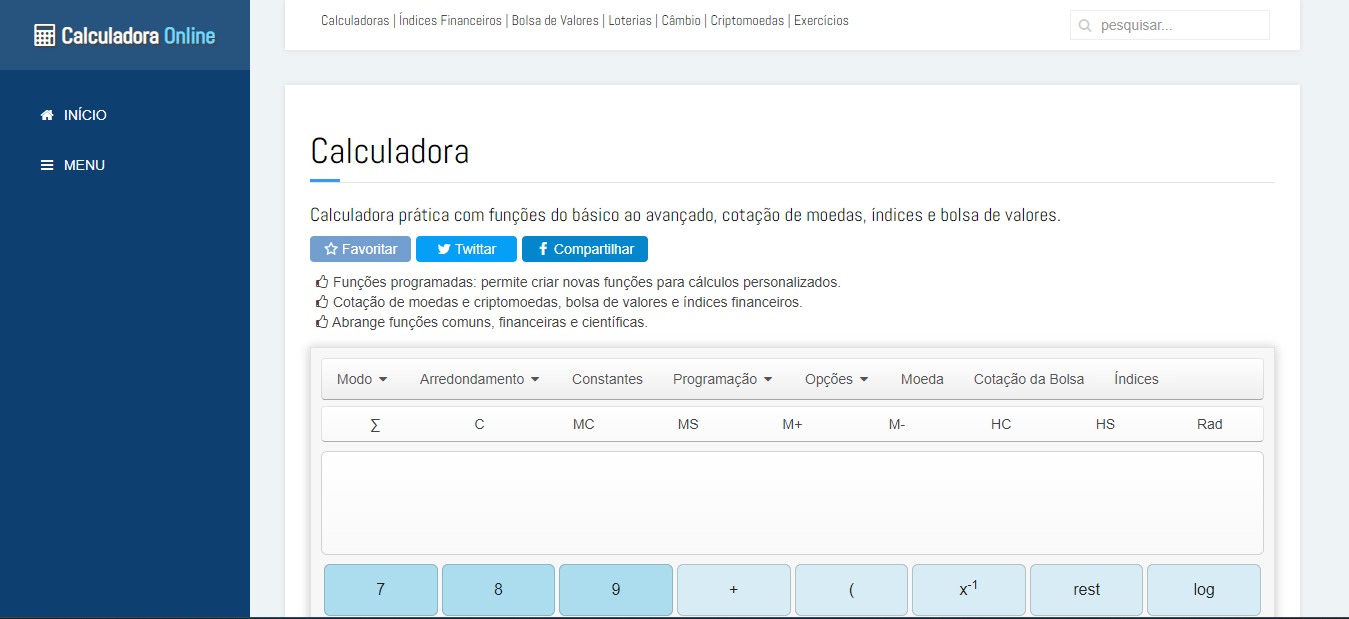 Calculadora Online
INÍCIO
MENU
Calculadoras | Índices Financeiros | Bolsa de Valores | Loterias | Câmbio | Criptomoedas | Exercícios
pesquisar...
Calculadora
Calculadora prática com funções do básico ao avançado, cotação de moedas, índices e bolsa de valores.
Favoritar Twittar Compartilhar
Funções programadas: permite criar novas funções para cálculos personalizados.
Cotação de moedas e criptomoedas, bolsa de valores e índices financeiros.
Abrange funções comuns, financeiras e científicas.
Modo Arredondamento Constantes Programação Opções Moeda Cotação da Bolsa Índices
∑ C MC MS M+ M- HC HS Rad
7 8 9 + ( x⁻¹ rest log